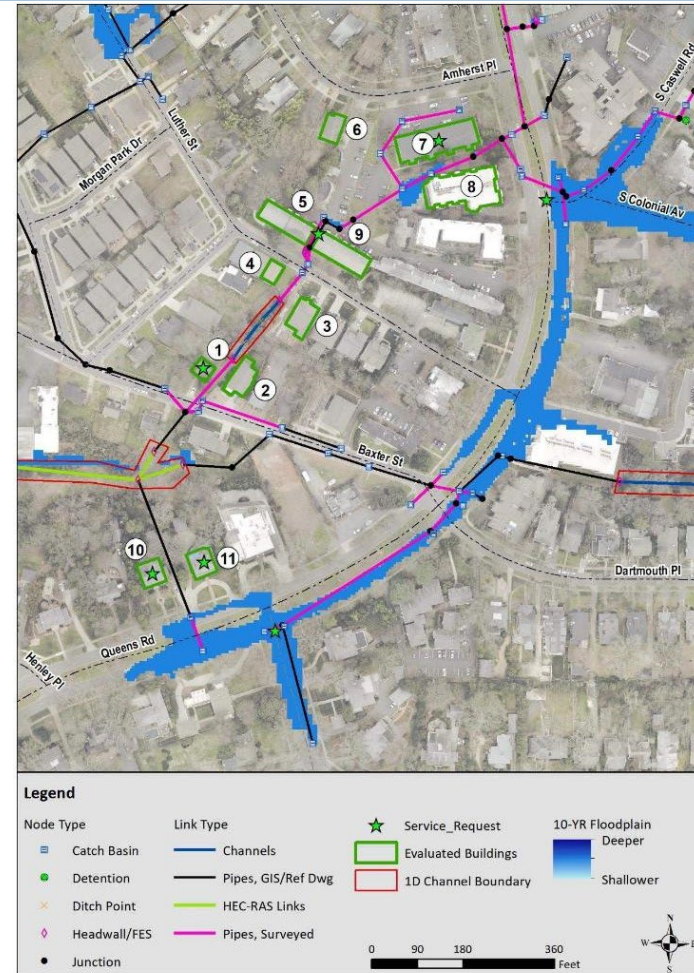 Amherst Pl
S Caswell Rd
Luther St
Morgan Park Dr
6
7
8
S Colonial Av
5
9
4
3
1
2
Baxter St
10
11
Dartmouth Pl
Queens Rd
Henley Pl
Legend
Node Type
Link Type
Service_Request
10-YR Floodplain
Catch Basin
Channels
Evaluated Buildings
Deeper
Detention
Pipes, GIS/Ref Dwg
1D Channel Boundary
Shallower
Ditch Point
HEC-RAS Links
Headwall/FES
Pipes, Surveyed
Junction
0 90 180 360
Feet
N
W E
S